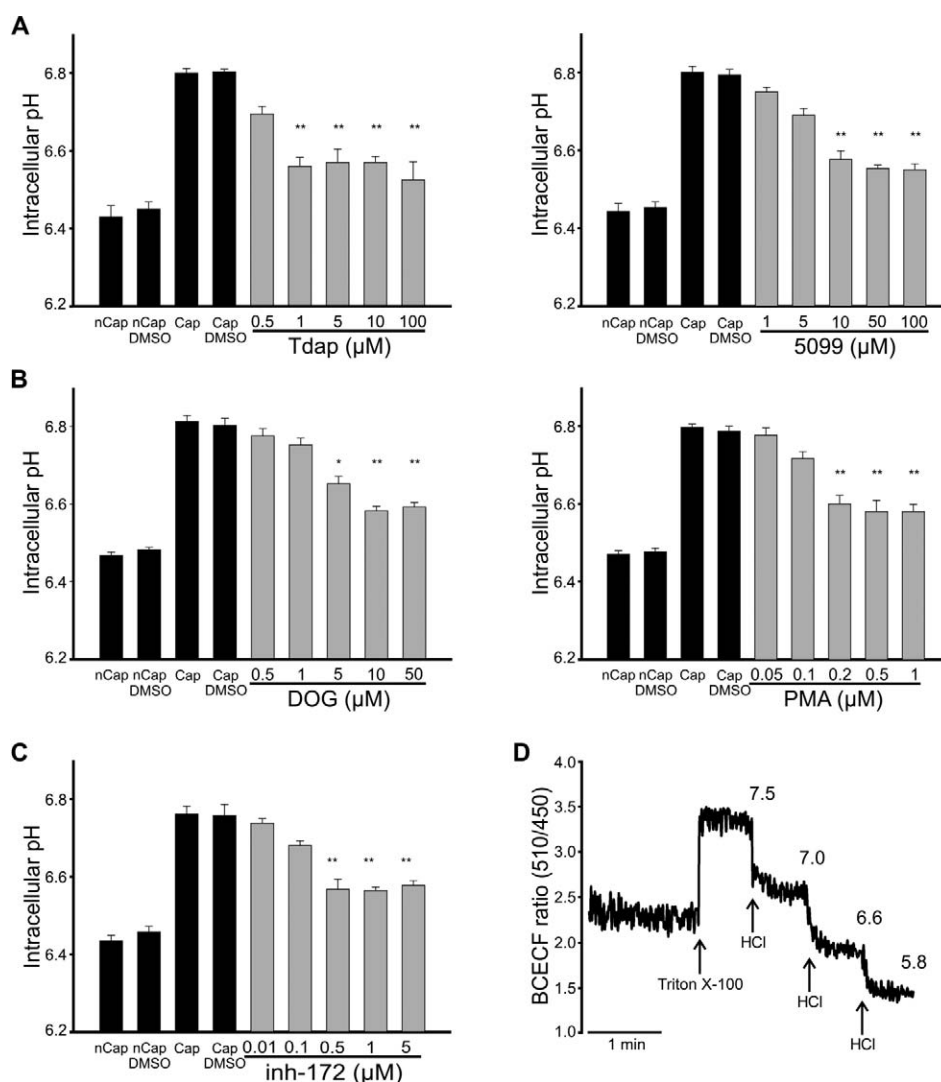 A
Intracellular pH
6.8
6.6
6.4
6.2
** ** ** **
nCap nCap DMSO Cap Cap DMSO 0.5 1 5 10 100
Tdap (µM)
Intracellular pH
6.8
6.6
6.4
6.2
** ** **
nCap nCap DMSO Cap Cap DMSO 1 5 10 50 100
5099 (µM)
B
Intracellular pH
6.8
6.6
6.4
6.2
* ** **
nCap nCap DMSO Cap Cap DMSO 0.5 1 5 10 50
DOG (µM)
Intracellular pH
6.8
6.6
6.4
6.2
** ** **
nCap nCap DMSO Cap Cap DMSO 0.05 0.1 0.2 0.5 1
PMA (µM)
C
Intracellular pH
6.8
6.6
6.4
6.2
** ** **
nCap nCap DMSO Cap Cap DMSO 0.01 0.1 0.5 1 5
inh-172 (µM)
D
BCECF ratio (510/450)
4.0
3.5
3.0
2.5
2.0
1.5
1.0
7.5
7.0
6.6
5.8
Triton X-100
HCl
HCl
HCl
1 min